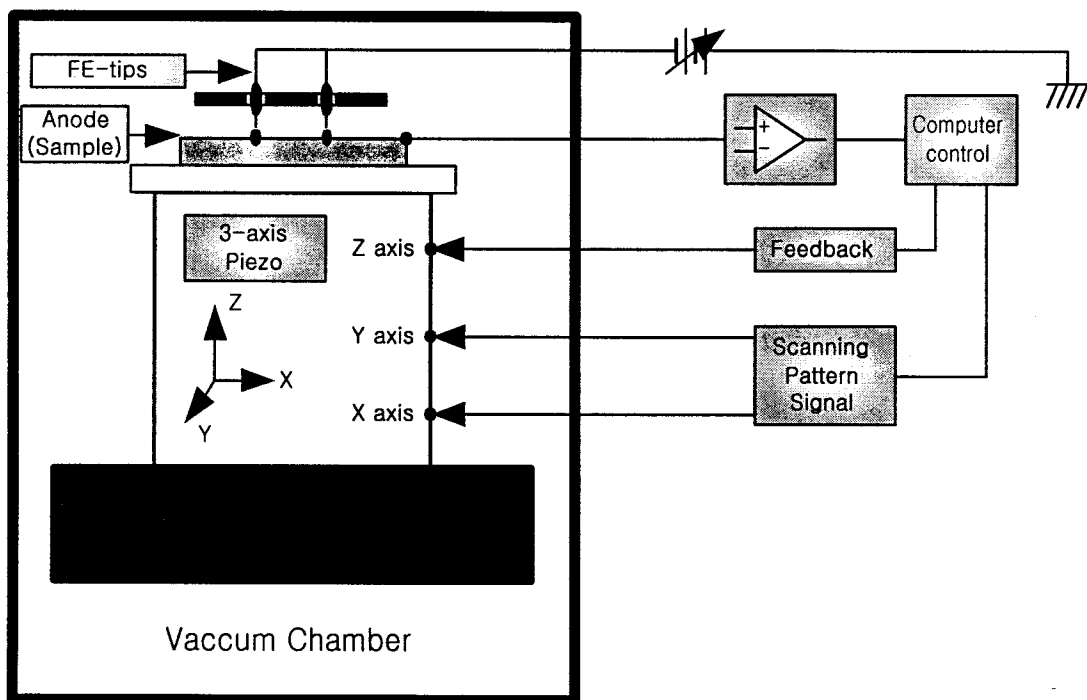 FE-tips
Anode
(Sample)
+
−
Computer
control
3-axis
Piezo
Z axis
Feedback
Z
X
Y
Y axis
X axis
Scanning
Pattern
Signal
Vaccum Chamber